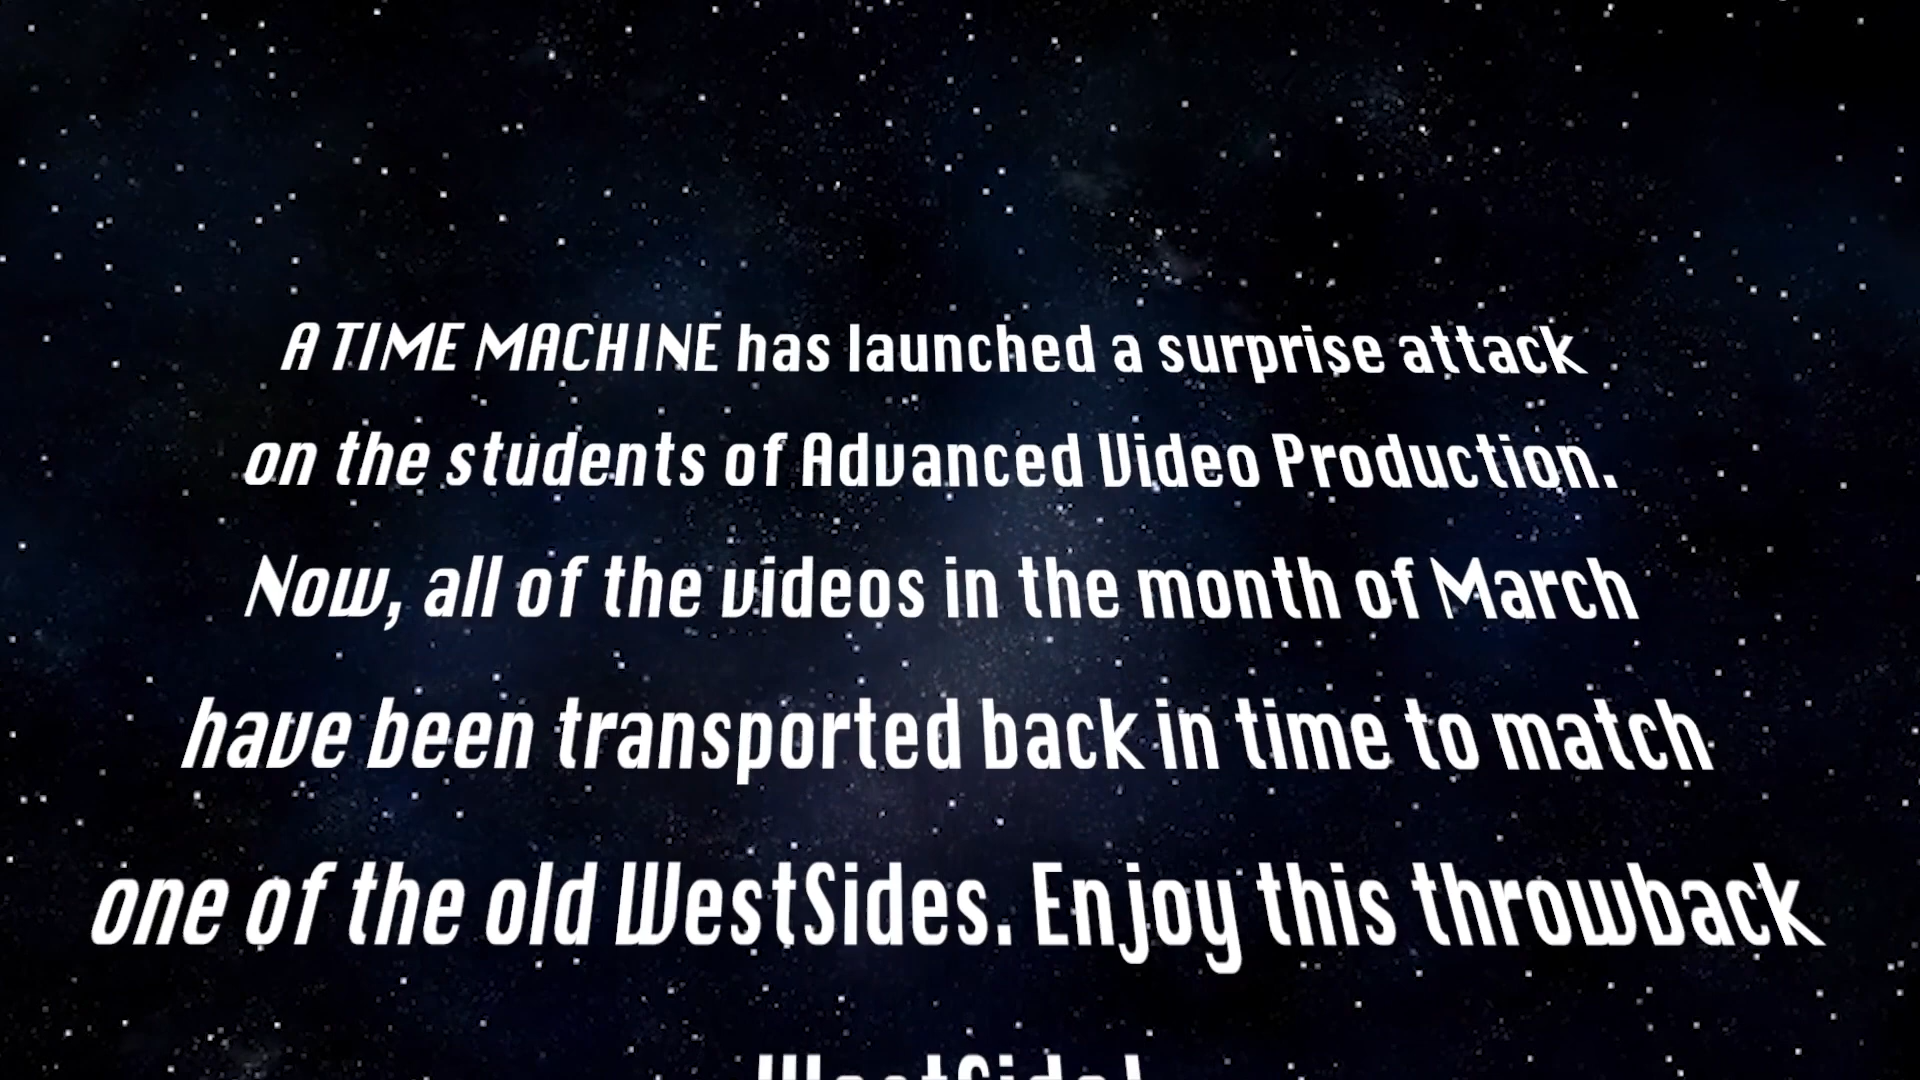 A TIME MACHINE has launched a surprise attack
on the students of Advanced Video Production.
Now, all of the videos in the month of March
have been transported back in time to match
one of the old WestSides. Enjoy this throwback
WestSide!